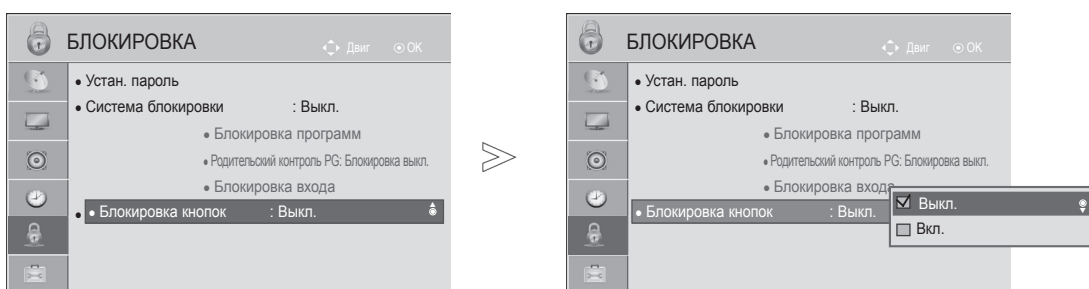 БЛОКИРОВКА Двиг OK
• Устан. пароль
• Система блокировки : Выкл.
• Блокировка программ
• Родительский контроль PG: Блокировка выкл.
• Блокировка входа
• • Блокировка кнопок : Выкл.
БЛОКИРОВКА Двиг OK
• Устан. пароль
• Система блокировки : Выкл.
• Блокировка программ
• Родительский контроль PG: Блокировка выкл.
• Блокировка входа
• Блокировка кнопок : Выкл.
Выкл.
Вкл.